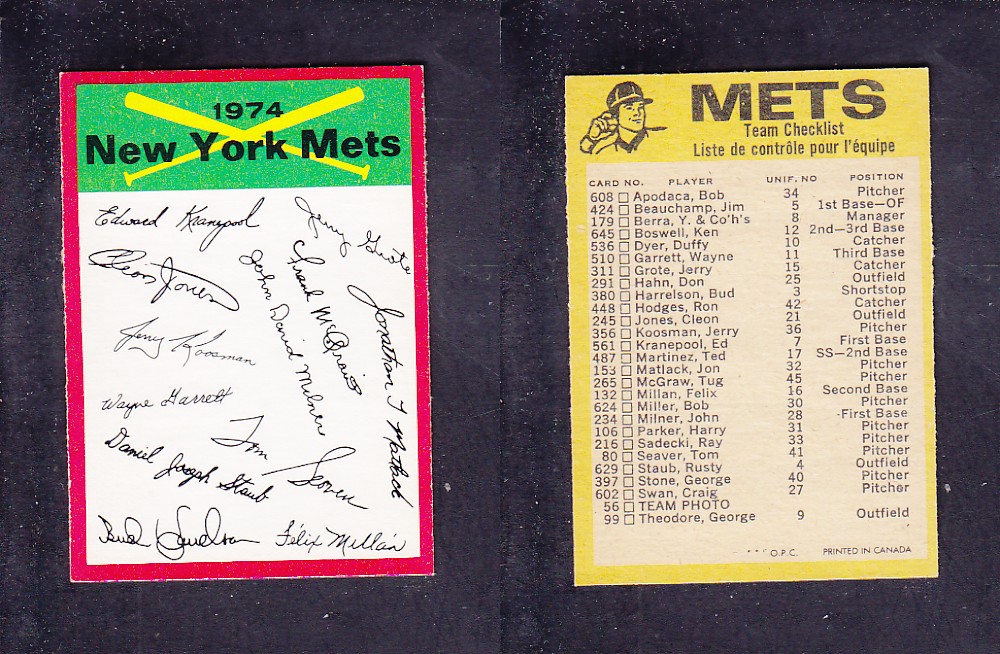 1974
New York Mets
Edward Kranepool
Jerry Grote
Cleon Jones
Frank McGraw
John David Milner
Jonathan T Matlack
Jerry Koosman
Wayne Garrett
Tom Seaver
Daniel Joseph Staub
Bud Harrelson
Félix Millán
METS
Team Checklist
Liste de contrôle pour l'équipe
CARD NO. PLAYER UNIF. NO POSITION
608 Apodaca, Bob 34 Pitcher
424 Beauchamp, Jim 5 1st Base—OF
179 Berra, Y. & Co'h's 8 Manager
645 Boswell, Ken 12 2nd—3rd Base
536 Dyer, Duffy 10 Catcher
510 Garrett, Wayne 11 Third Base
311 Grote, Jerry 15 Catcher
291 Hahn, Don 25 Outfield
380 Harrelson, Bud 3 Shortstop
448 Hodges, Ron 42 Catcher
245 Jones, Cleon 21 Outfield
356 Koosman, Jerry 36 Pitcher
561 Kranepool, Ed 7 First Base
487 Martinez, Ted 17 SS—2nd Base
153 Matlack, Jon 32 Pitcher
265 McGraw, Tug 45 Pitcher
132 Millan, Felix 16 Second Base
624 Miller, Bob 30 Pitcher
234 Milner, John 28 First Base
106 Parker, Harry 31 Pitcher
216 Sadecki, Ray 33 Pitcher
80 Seaver, Tom 41 Pitcher
629 Staub, Rusty 4 Outfield
397 Stone, George 40 Pitcher
602 Swan, Craig 27 Pitcher
56 TEAM PHOTO
99 Theodore, George 9 Outfield
O.P.C. PRINTED IN CANADA